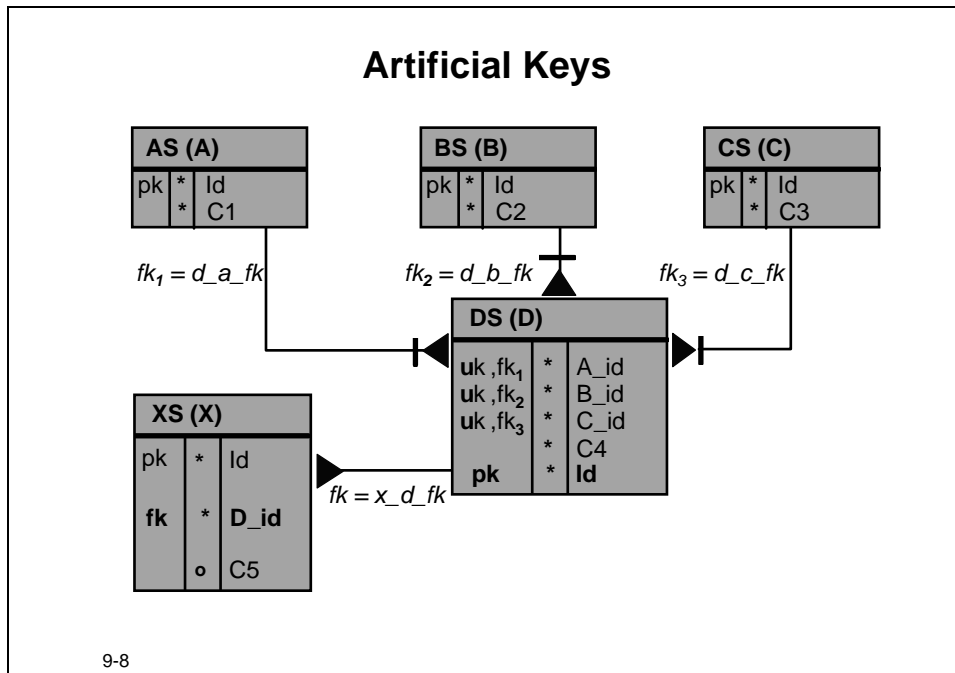 Artificial Keys
AS (A)
pk * Id
* C1
BS (B)
pk * Id
* C2
CS (C)
pk * Id
* C3
fk1 = d_a_fk
fk2 = d_b_fk
fk3 = d_c_fk
DS (D)
uk ,fk1 * A_id
uk ,fk2 * B_id
uk ,fk3 * C_id
* C4
pk * Id
XS (X)
pk * Id
fk * D_id
o C5
fk = x_d_fk
9-8